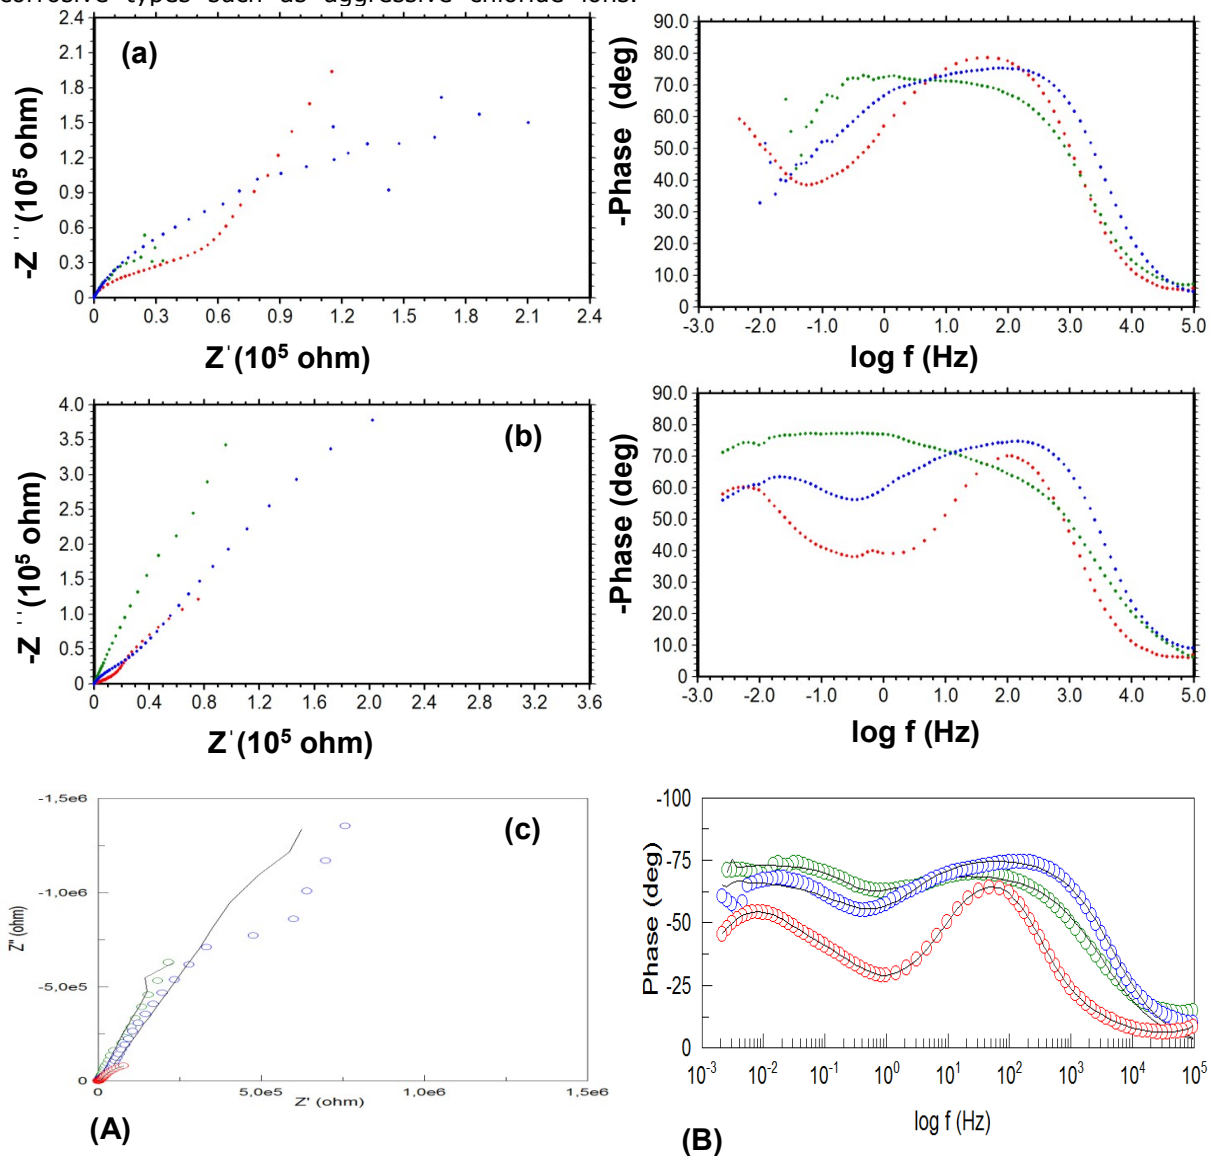 corrosive types such as aggressive chloride ions.
(a)
-Z ''(10⁵ ohm)
2.4
2.1
1.8
1.5
1.2
0.9
0.6
0.3
0
0 0.3 0.6 0.9 1.2 1.5 1.8 2.1 2.4
Z'(10⁵ ohm)
-Phase (deg)
90.0
80.0
70.0
60.0
50.0
40.0
30.0
20.0
10.0
0
-3.0 -2.0 -1.0 0 1.0 2.0 3.0 4.0 5.0
log f (Hz)
(b)
-Z ''(10⁵ ohm)
4.0
3.5
3.0
2.5
2.0
1.5
1.0
0.5
0
0 0.4 0.8 1.2 1.6 2.0 2.4 2.8 3.2 3.6
Z'(10⁵ ohm)
-Phase (deg)
90.0
80.0
70.0
60.0
50.0
40.0
30.0
20.0
10.0
0
-3.0 -2.0 -1.0 0 1.0 2.0 3.0 4.0 5.0
log f (Hz)
(c)
Z'' (ohm)
-1,5e6
-1,0e6
-5,0e5
0
0 5,0e5 1,0e6 1,5e6
Z' (ohm)
(A)
Phase (deg)
-100
-75
-50
-25
0
10⁻³ 10⁻² 10⁻¹ 10⁰ 10¹ 10² 10³ 10⁴ 10⁵
log f (Hz)
(B)